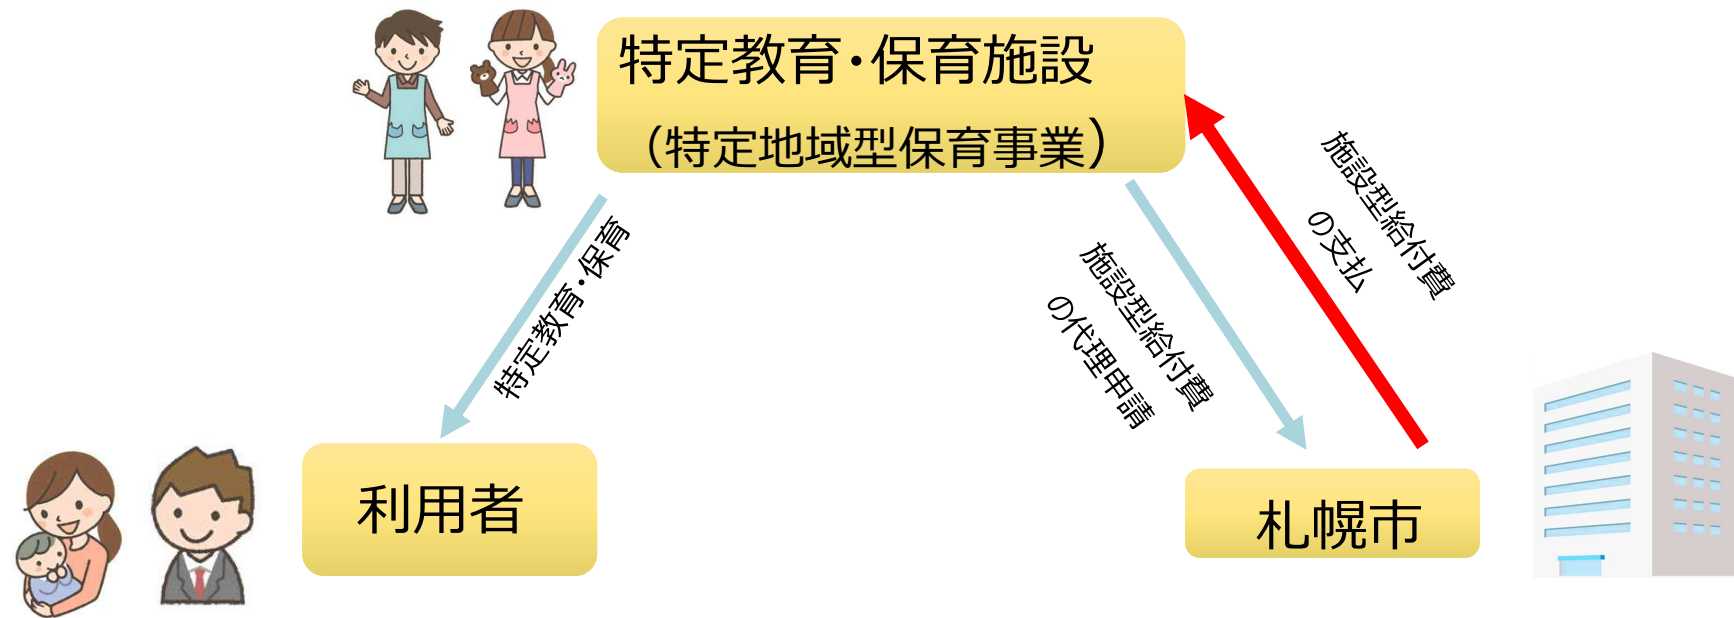 特定教育・保育施設
（特定地域型保育事業）
特定教育・保育
施設型給付費
の代理申請
施設型給付費
の支払
利用者
札幌市